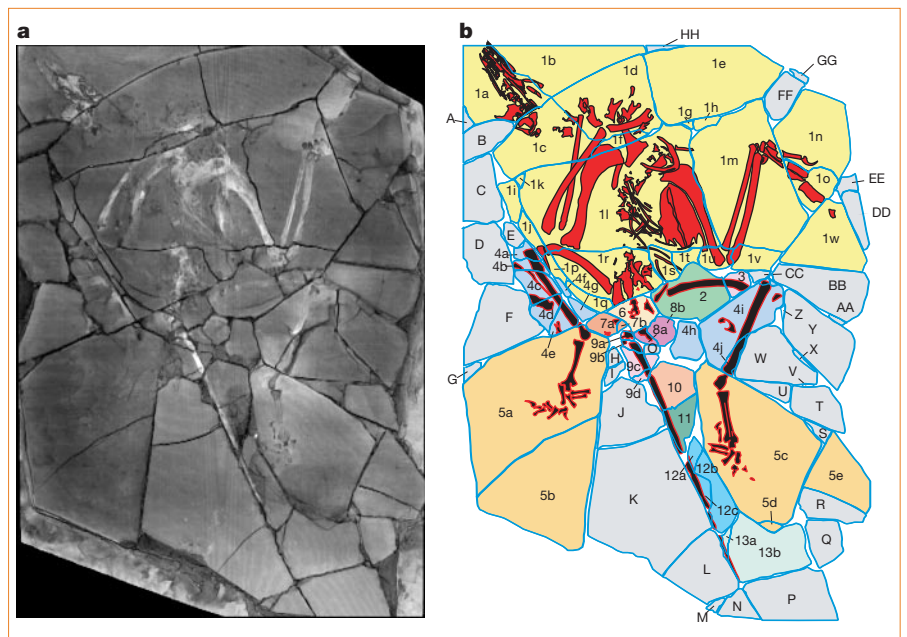 a
b
HH
GG
1b
1d
1e
FF
1a
A
1g
1h
1n
B
1c
1f
1m
1o
EE
C
1i
1k
DD
1l
1j
1w
E
D
4a
4b
1p
1r
1s
1t
1u
1v
3
CC
BB
4c
4f
4g
1q
2
AA
F
4d
6
8b
4i
Z
7a
7b
8a
4h
Y
4e
9a
9b
O
4j
X
H
I
9c
W
V
G
9d
10
U
5a
J
11
T
S
12a
12b
5c
5e
5b
K
12c
5d
R
13a
13b
Q
L
M
N
P